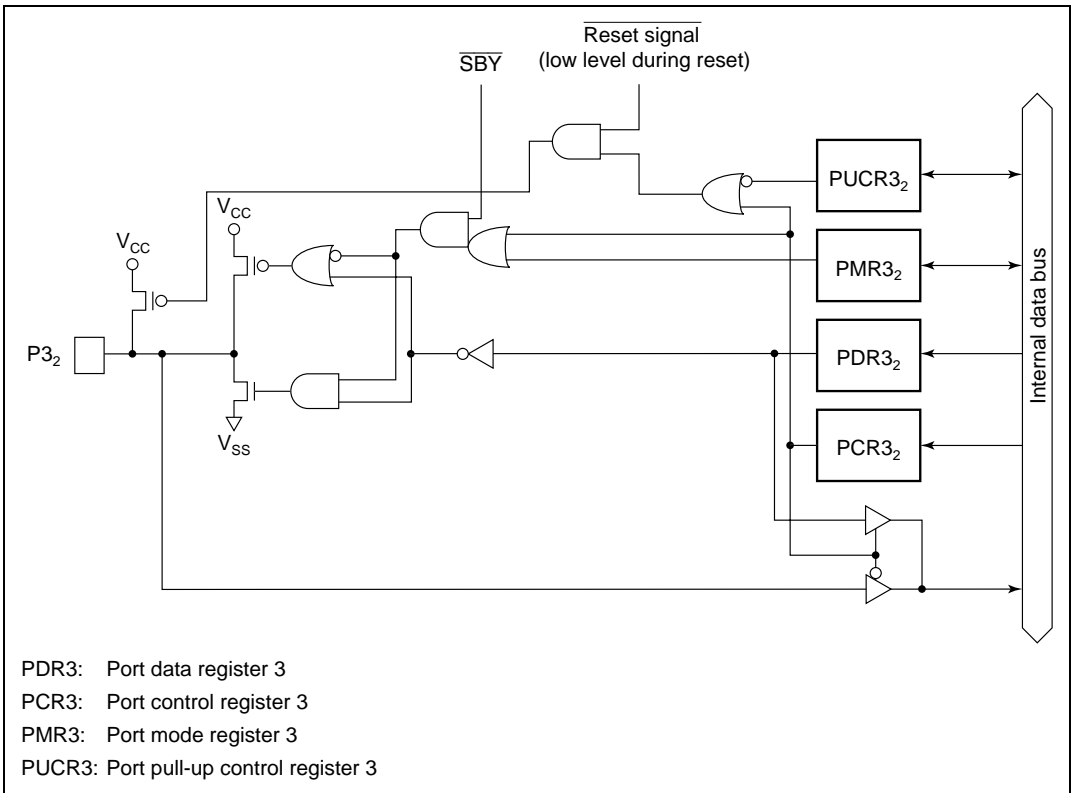 Reset signal
(low level during reset)
SBY
PUCR3₂
V_CC
V_CC
PMR3₂
P3₂
PDR3₂
Internal data bus
V_SS
PCR3₂
PDR3: Port data register 3
PCR3: Port control register 3
PMR3: Port mode register 3
PUCR3: Port pull-up control register 3